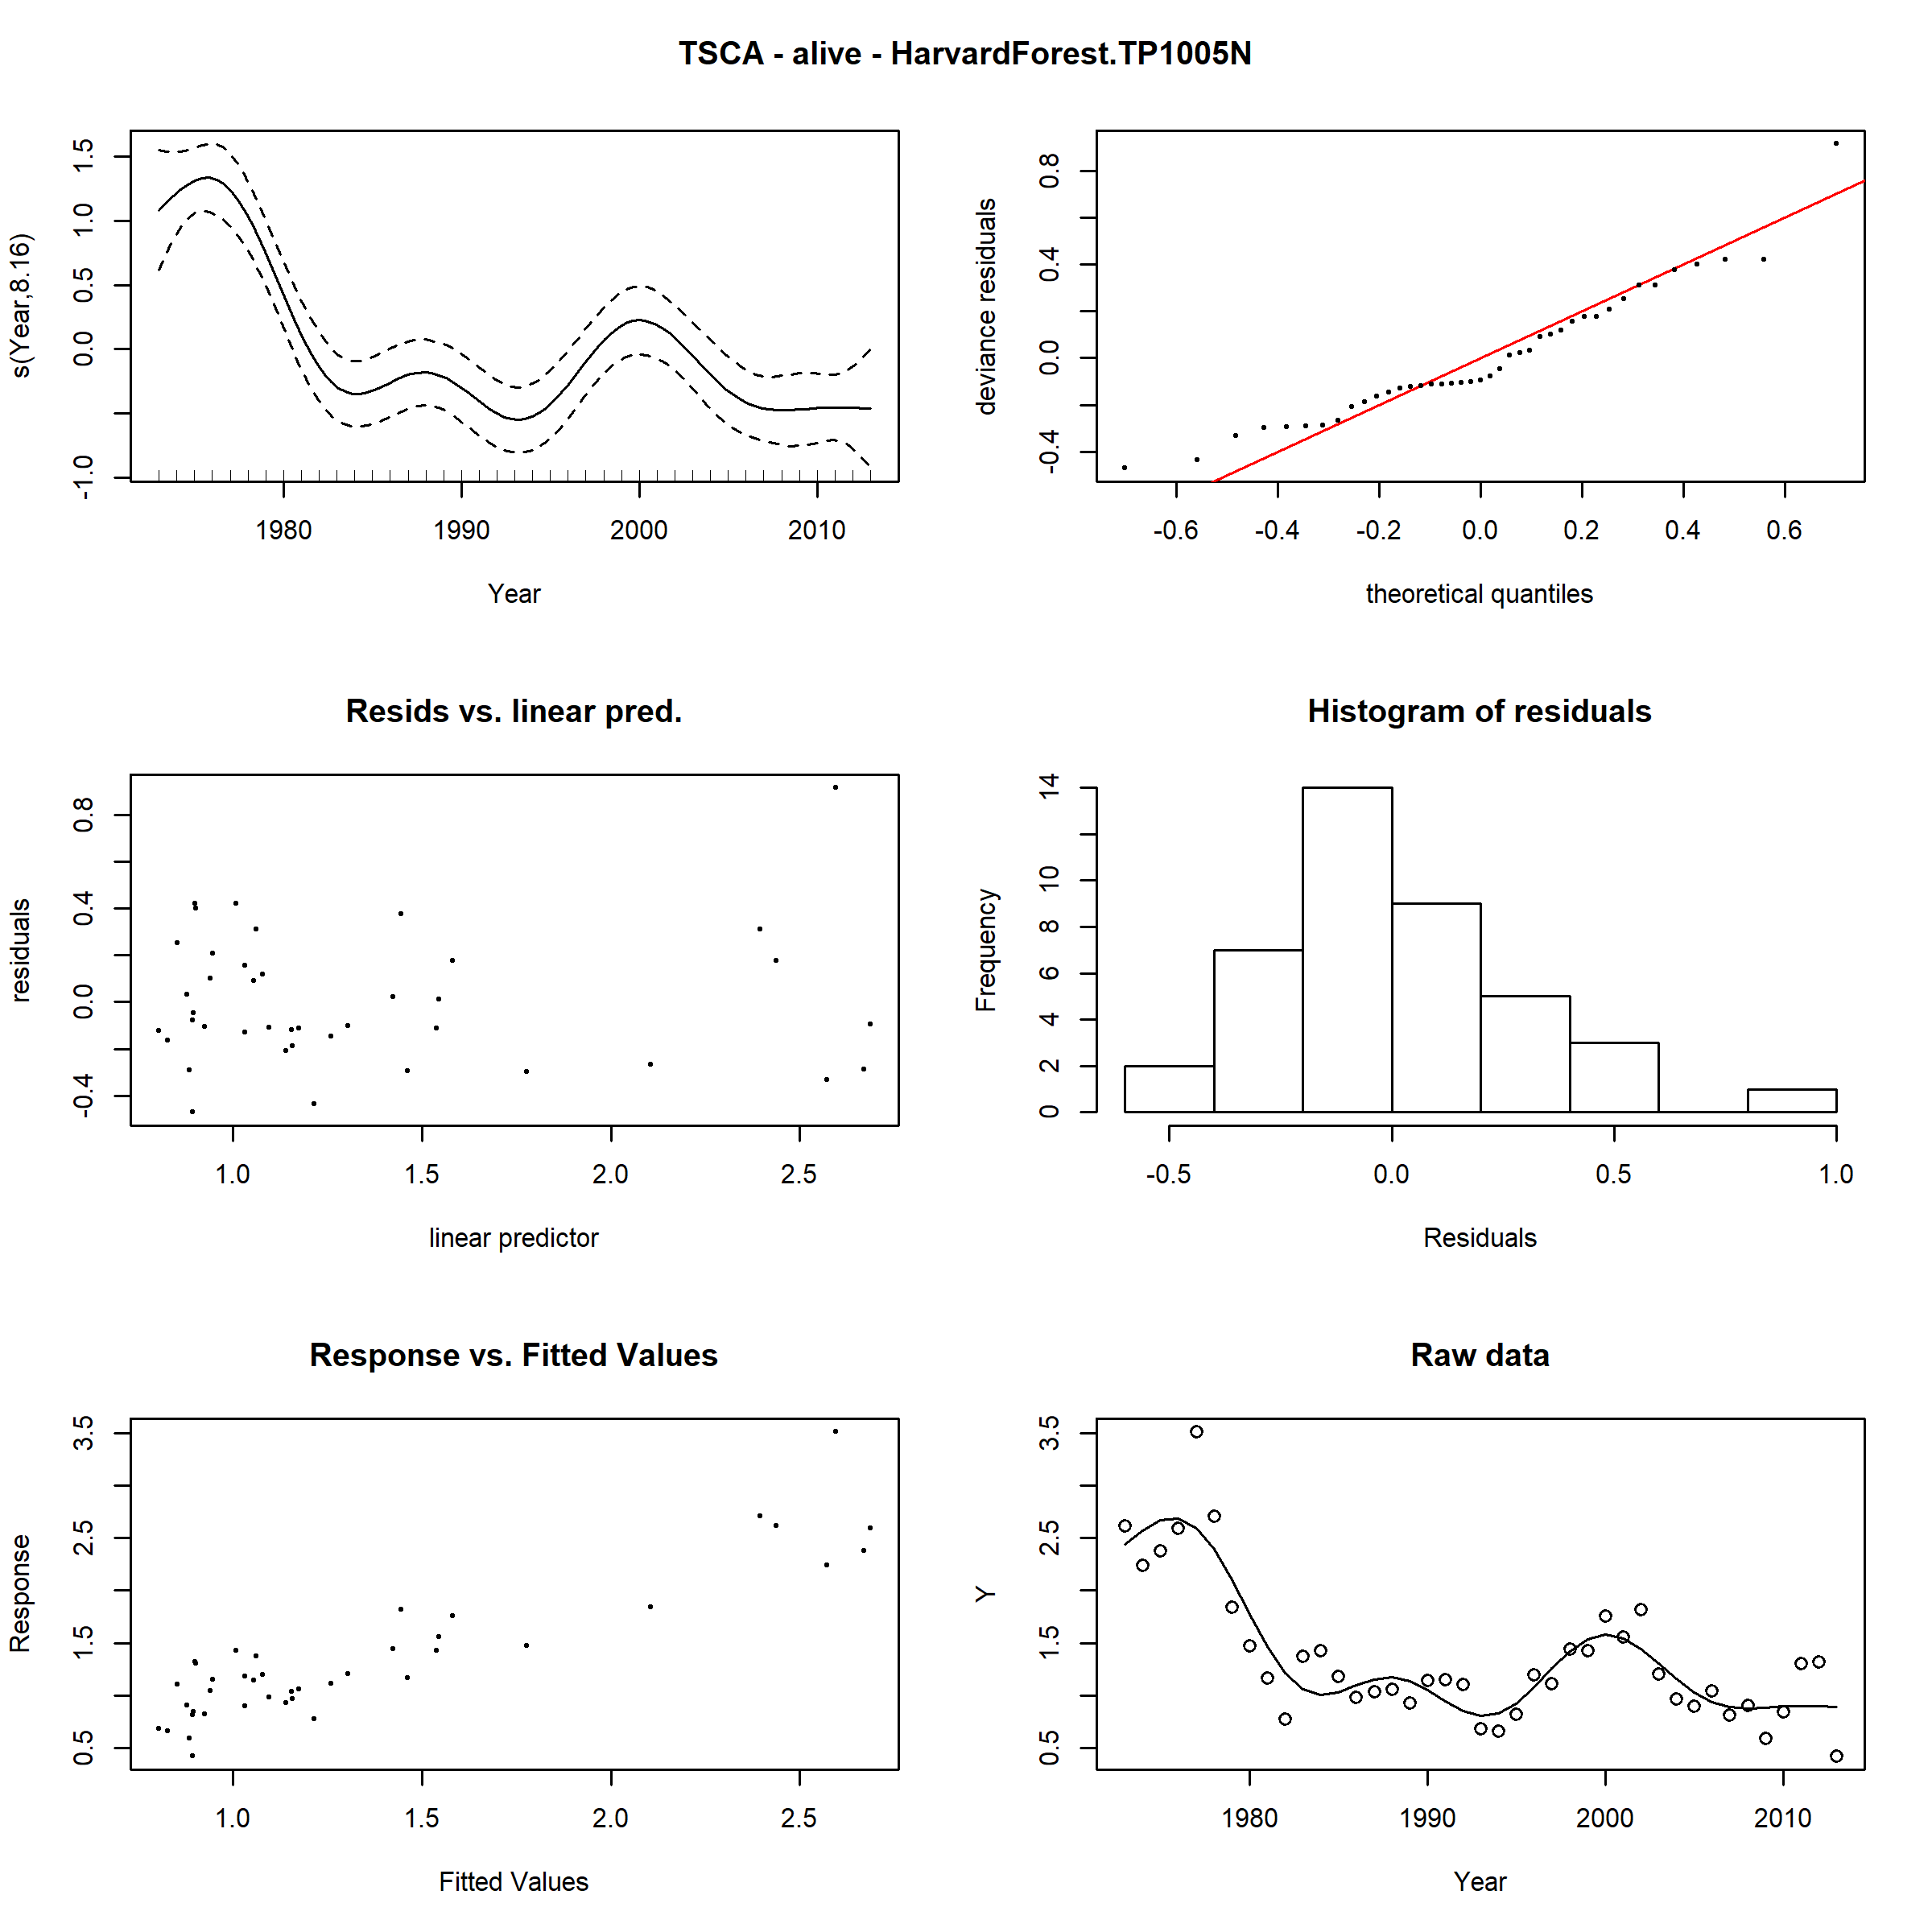 TSCA - alive - HarvardForest.TP1005N
s(Year,8.16)
-1.0 0.0 0.5 1.0 1.5
1980 1990 2000 2010
Year
deviance residuals
-0.4 0.0 0.4 0.8
-0.6 -0.4 -0.2 0.0 0.2 0.4 0.6
theoretical quantiles
Resids vs. linear pred.
residuals
-0.4 0.0 0.4 0.8
1.0 1.5 2.0 2.5
linear predictor
Histogram of residuals
Frequency
0 2 4 6 8 10 14
-0.5 0.0 0.5 1.0
Residuals
Response vs. Fitted Values
Response
0.5 1.5 2.5 3.5
1.0 1.5 2.0 2.5
Fitted Values
Raw data
Y
0.5 1.5 2.5 3.5
1980 1990 2000 2010
Year